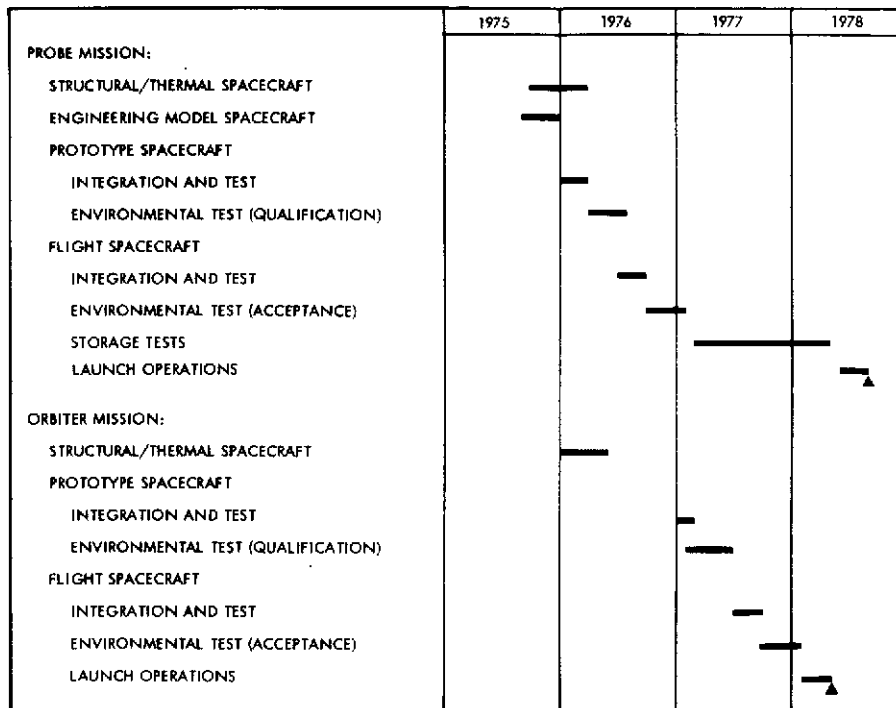 1975 1976 1977 1978
PROBE MISSION:
STRUCTURAL/THERMAL SPACECRAFT
ENGINEERING MODEL SPACECRAFT
PROTOTYPE SPACECRAFT
INTEGRATION AND TEST
ENVIRONMENTAL TEST (QUALIFICATION)
FLIGHT SPACECRAFT
INTEGRATION AND TEST
ENVIRONMENTAL TEST (ACCEPTANCE)
STORAGE TESTS
LAUNCH OPERATIONS
ORBITER MISSION:
STRUCTURAL/THERMAL SPACECRAFT
PROTOTYPE SPACECRAFT
INTEGRATION AND TEST
ENVIRONMENTAL TEST (QUALIFICATION)
FLIGHT SPACECRAFT
INTEGRATION AND TEST
ENVIRONMENTAL TEST (ACCEPTANCE)
LAUNCH OPERATIONS